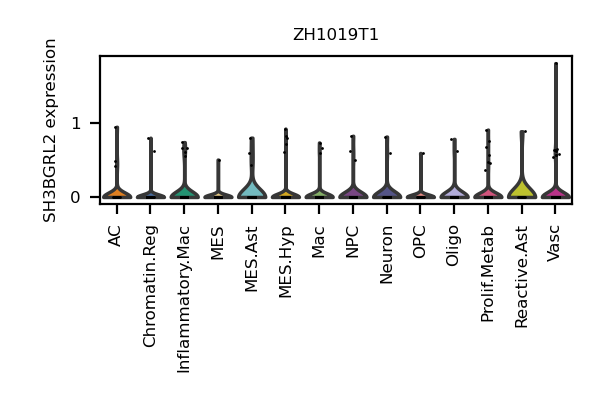 ZH1019T1
SH3BGRL2 expression
1
0
AC
Chromatin.Reg
Inflammatory.Mac
MES
MES.Ast
MES.Hyp
Mac
NPC
Neuron
OPC
Oligo
Prolif.Metab
Reactive.Ast
Vasc